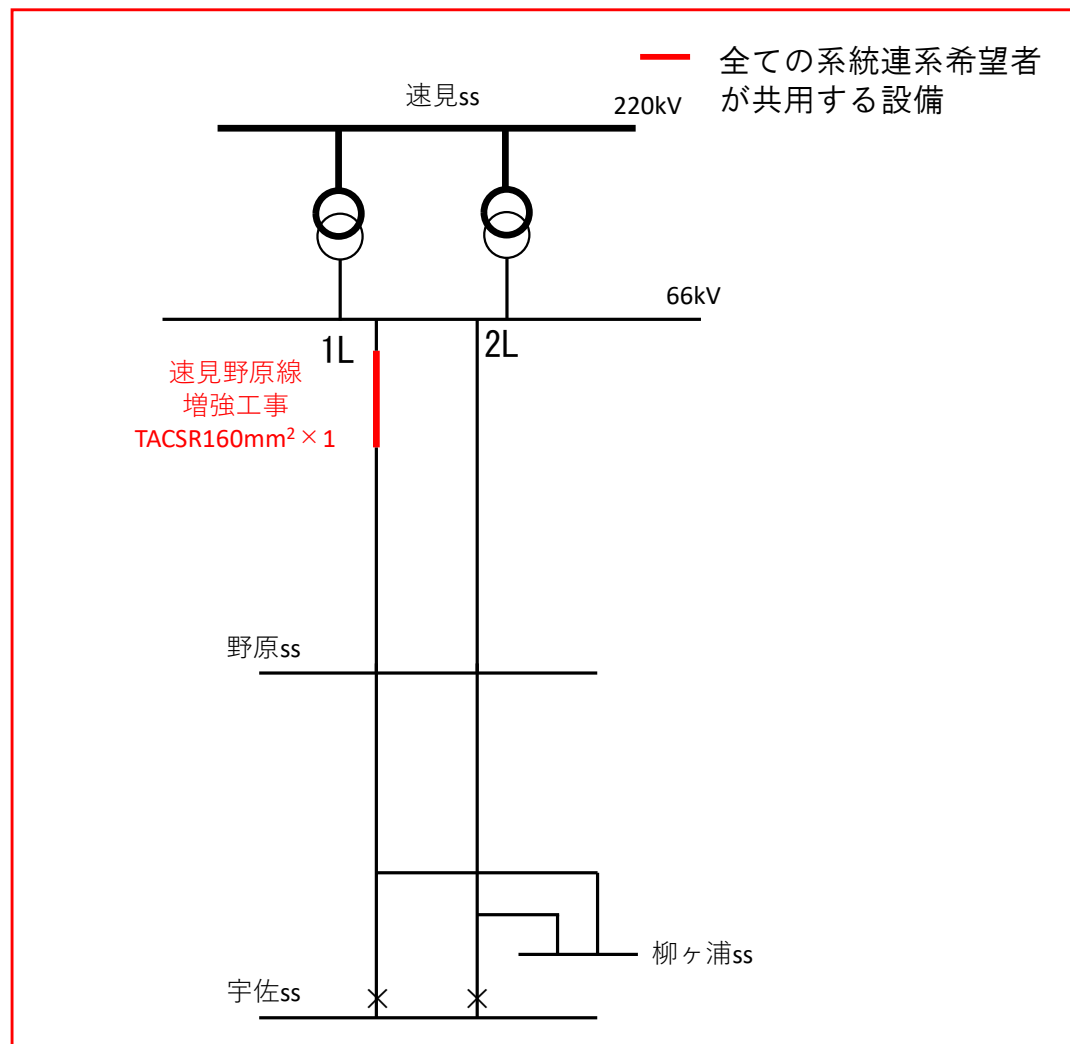 全ての系統連系希望者
が共用する設備
速見ss
220kV
66kV
1L
2L
速見野原線
増強工事
TACSR160mm²×1
野原ss
柳ヶ浦ss
宇佐ss